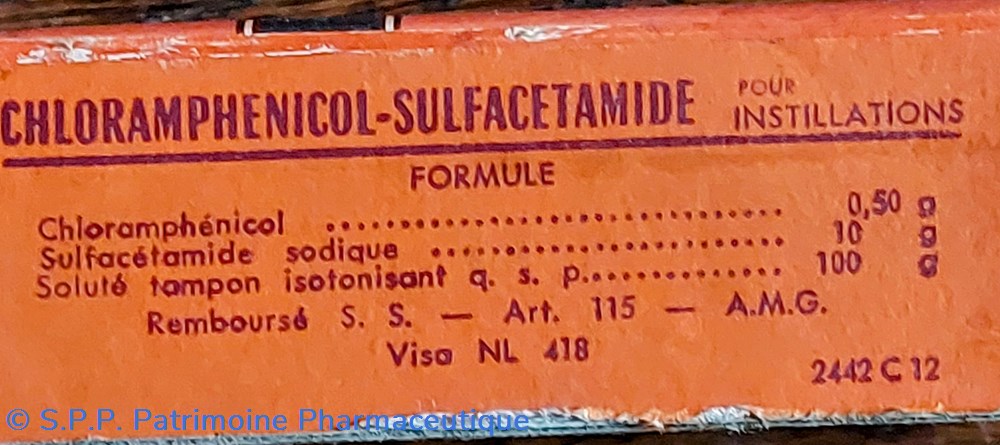 CHLORAMPHENICOL-SULFACETAMIDE POUR INSTILLATIONS
FORMULE
Chloramphénicol ................................ 0,50 g
Sulfacétamide sodique ........................ 10 g
Soluté tampon isotonisant q. s. p.............. 100 g
Remboursé S. S. — Art. 115 — A.M.G.
Visa NL 418
2442 C 12
© S.P.P. Patrimoine Pharmaceutique